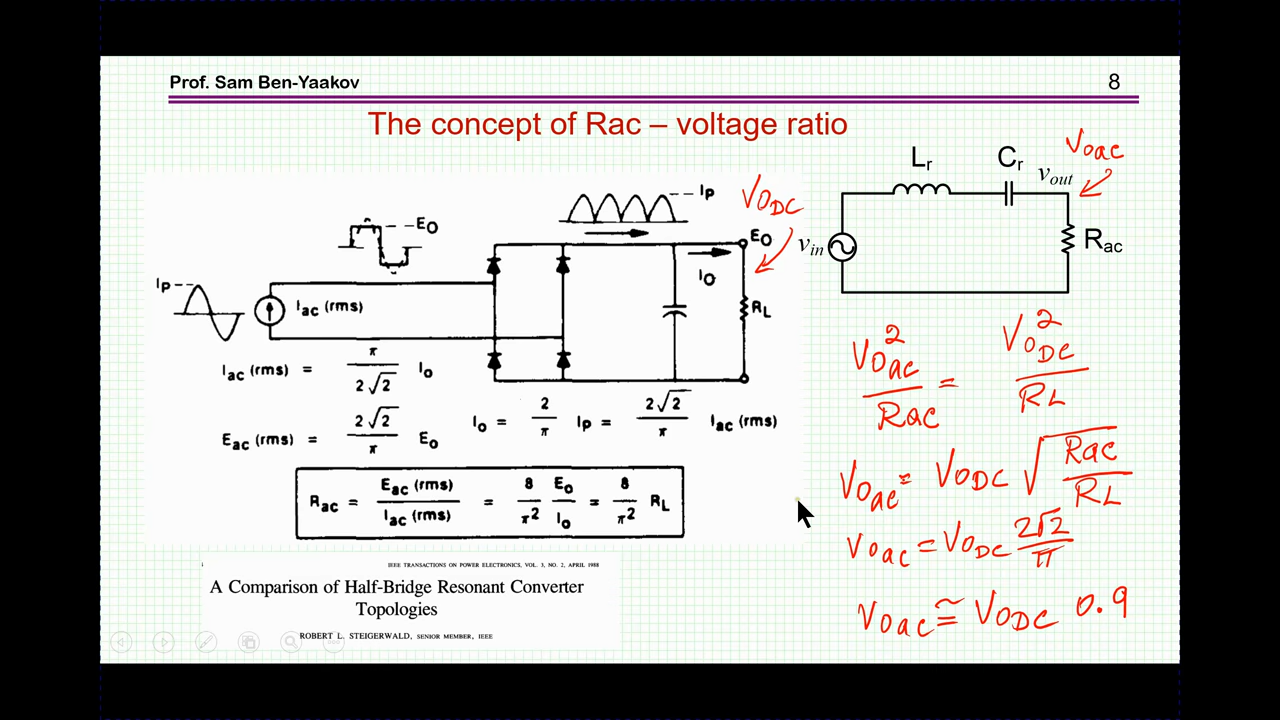 Prof. Sam Ben-Yaakov
8
The concept of Rac – voltage ratio
Ip
Eo
Iac (rms)
Ip
VoDC
Eo
Io
RL
Lr
Cr
vout
Voac
vin
Rac
Iac (rms) = π / 2√2 Io
Eac (rms) = 2√2 / π Eo
Io = 2 / π Ip = 2√2 / π Iac (rms)
Rac = Eac (rms) / Iac (rms) = 8 / π² Eo / Io = 8 / π² RL
Voac² / Rac = VoDC² / RL
Voac = VoDC √(Rac / RL)
Voac = VoDC 2√2 / π
Voac ≅ VoDC 0.9
IEEE TRANSACTIONS ON POWER ELECTRONICS, VOL. 3, NO. 2, APRIL 1988
A Comparison of Half-Bridge Resonant Converter
Topologies
ROBERT L. STEIGERWALD, SENIOR MEMBER, IEEE